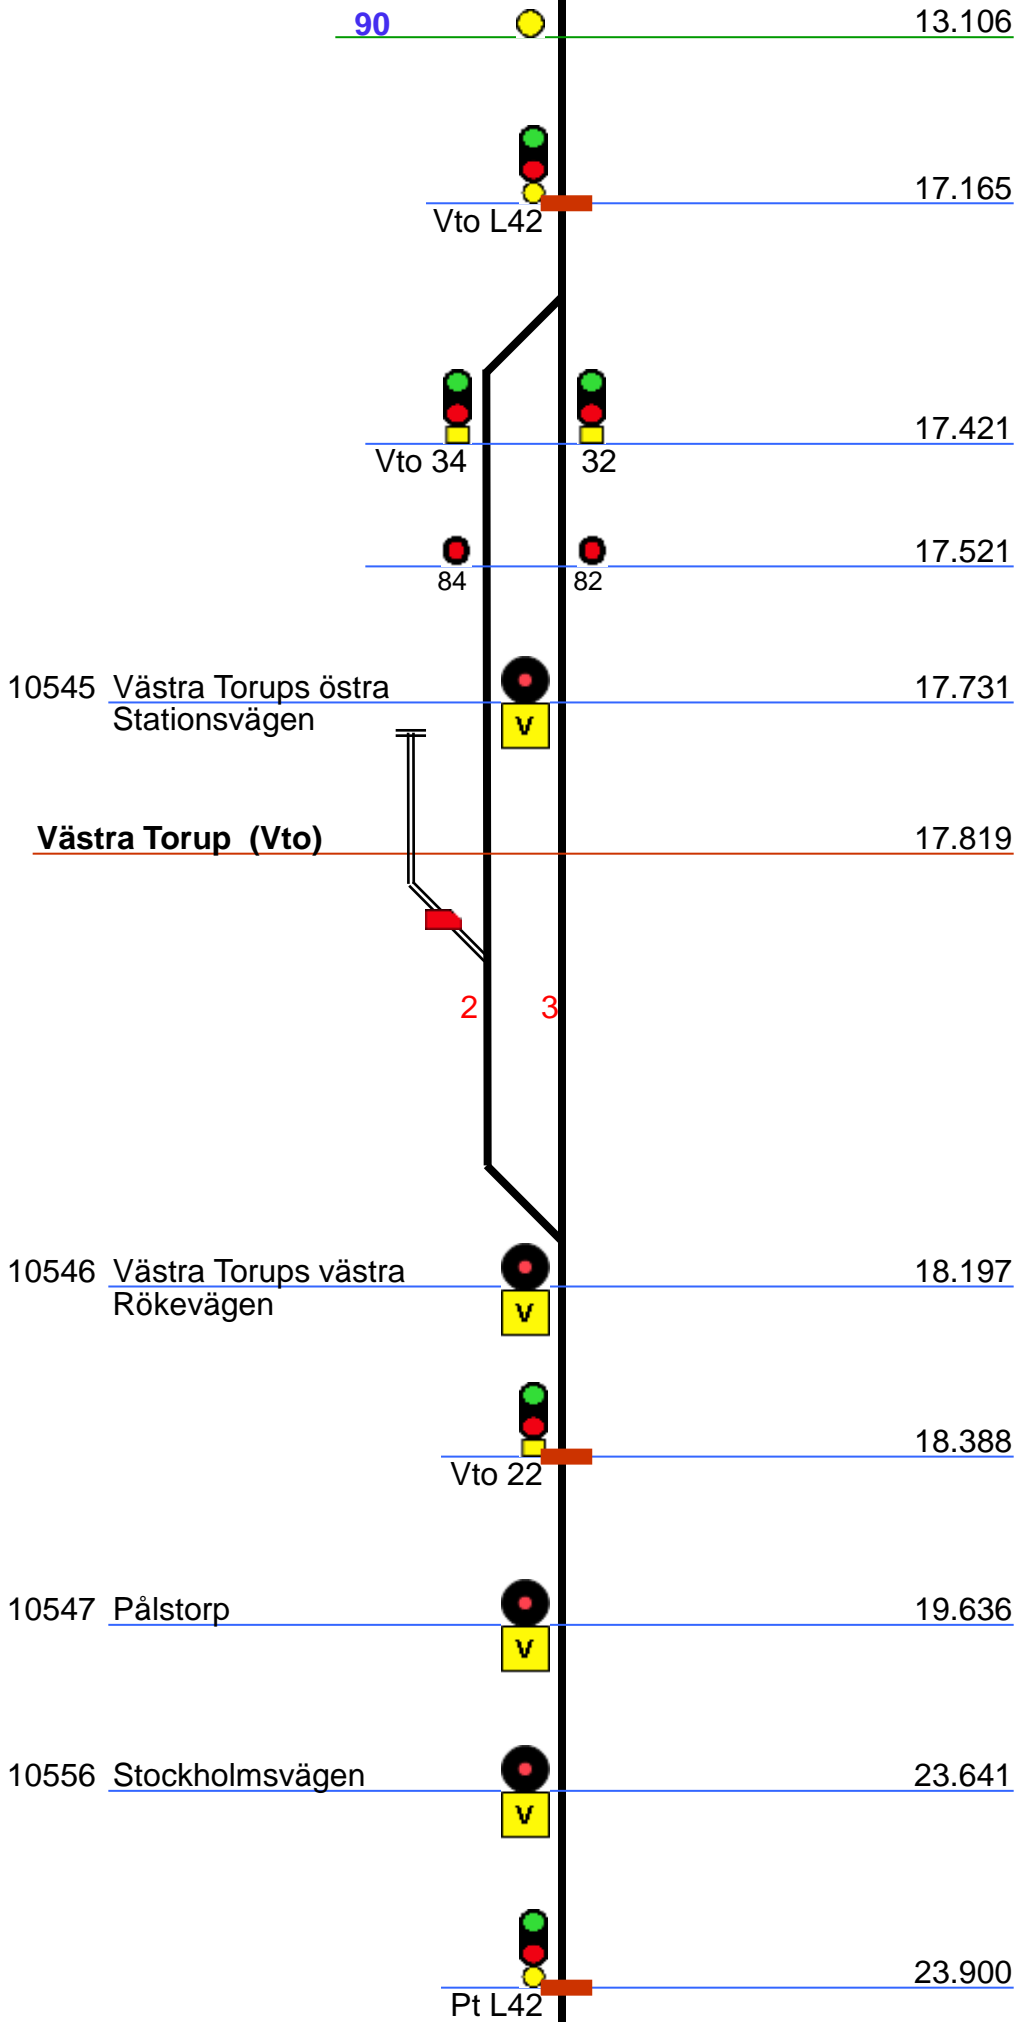 90 13.106
17.165
Vto L42
17.421
Vto 34 32
17.521
84 82
10545 Västra Torups östra 17.731
Stationsvägen
V
Västra Torup (Vto) 17.819
2 3
10546 Västra Torups västra 18.197
Rökevägen
V
18.388
Vto 22
10547 Pålstorp 19.636
V
10556 Stockholmsvägen 23.641
V
23.900
Pt L42